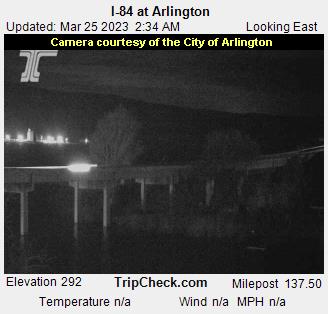 I-84 at Arlington
Updated: Mar 25 2023 2:34 AM Looking East
Camera courtesy of the City of Arlington
Elevation 292 TripCheck.com Milepost 137.50
Temperature n/a Wind n/a MPH n/a